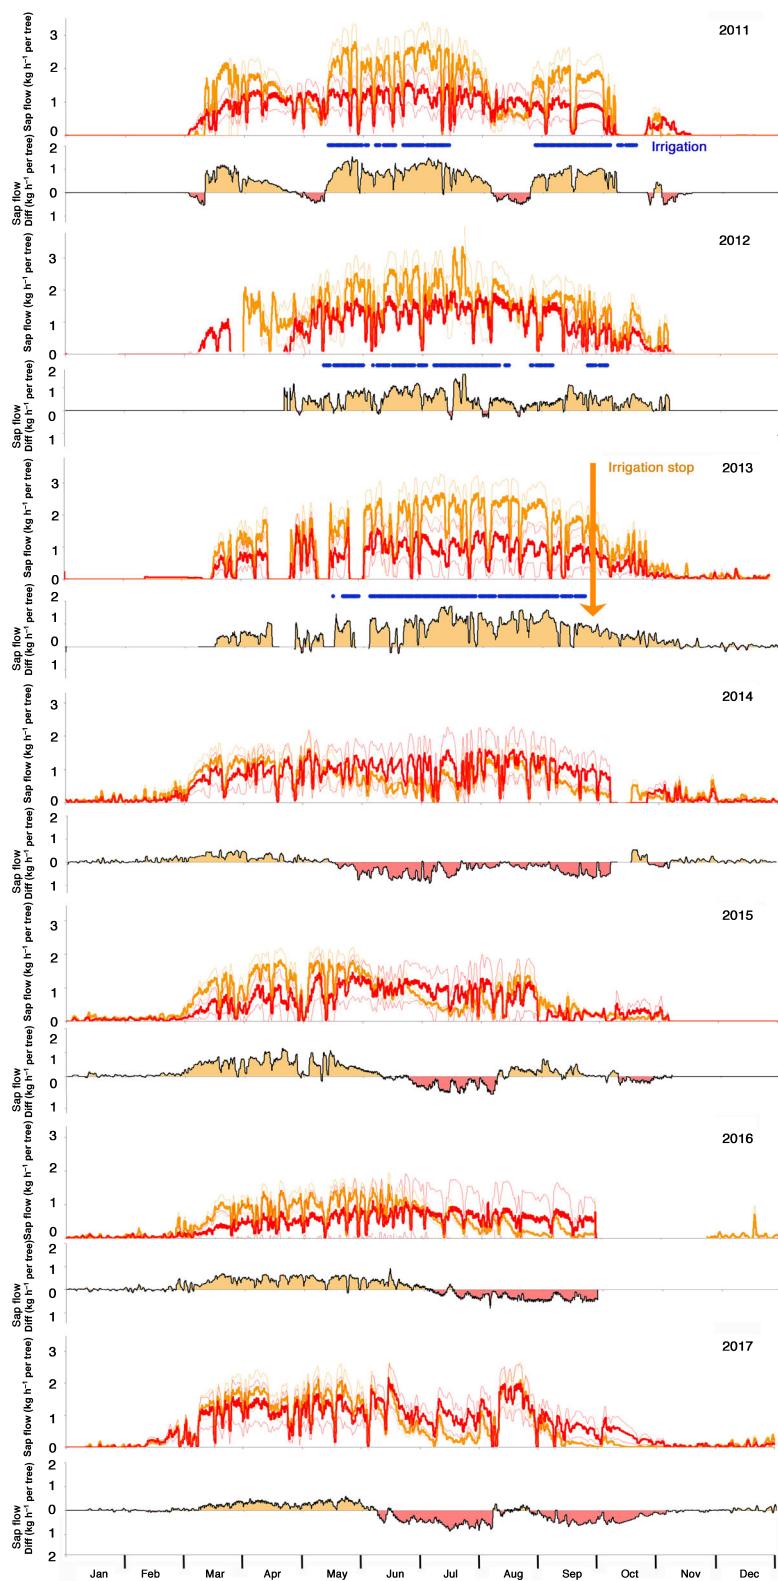 2011
Sap flow (kg h⁻¹ per tree)
3
2
1
0
Irrigation
Sap flow
Diff (kg h⁻¹ per tree)
2
1
0
1
2012
Sap flow (kg h⁻¹ per tree)
3
2
1
0
Sap flow
Diff (kg h⁻¹ per tree)
2
1
0
1
Irrigation stop
2013
Sap flow (kg h⁻¹ per tree)
3
2
1
0
Sap flow
Diff (kg h⁻¹ per tree)
2
1
0
1
2014
Sap flow (kg h⁻¹ per tree)
3
2
1
0
Sap flow
Diff (kg h⁻¹ per tree)
2
1
0
1
2015
Sap flow (kg h⁻¹ per tree)
3
2
1
0
Sap flow
Diff (kg h⁻¹ per tree)
2
1
0
1
2016
Sap flow (kg h⁻¹ per tree)
3
2
1
0
Sap flow
Diff (kg h⁻¹ per tree)
2
1
0
1
2017
Sap flow (kg h⁻¹ per tree)
3
2
1
0
Sap flow
Diff (kg h⁻¹ per tree)
2
1
0
1
2
Jan Feb Mar Apr May Jun Jul Aug Sep Oct Nov Dec